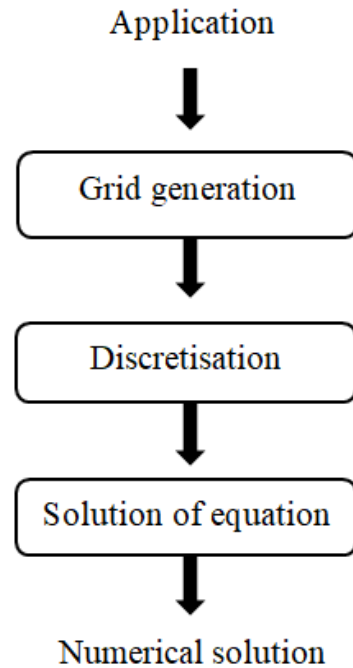 Application
Grid generation
Discretisation
Solution of equation
Numerical solution